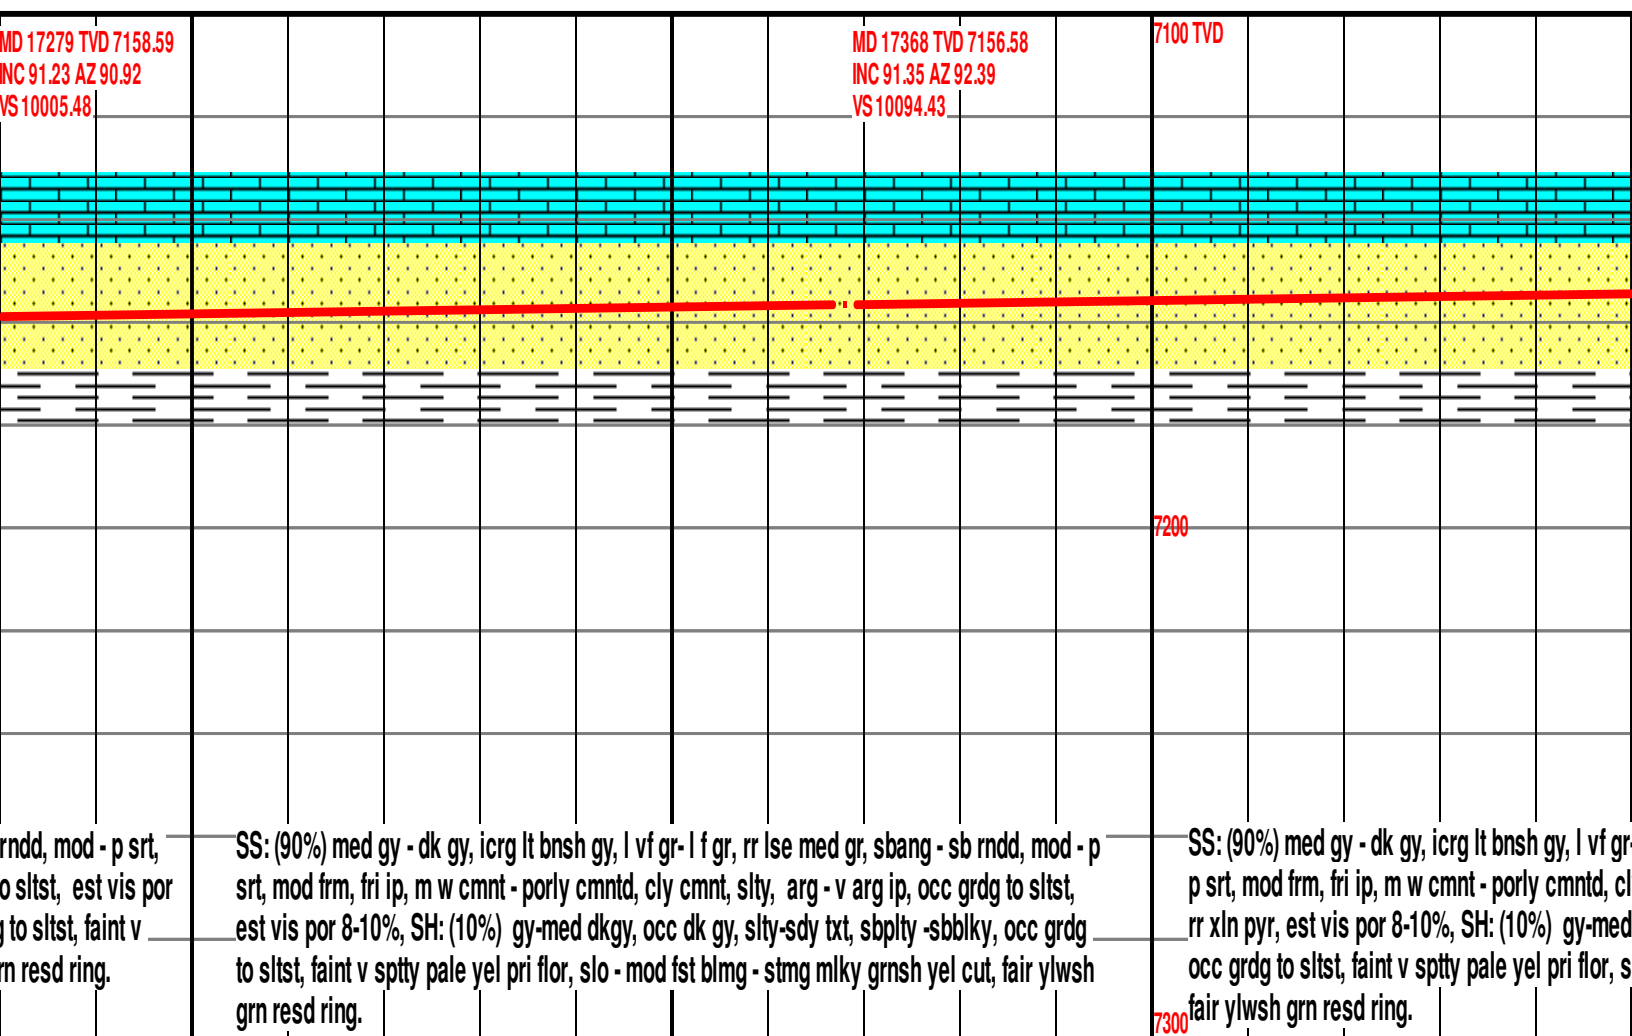 MD 17279 TVD 7158.59
INC 91.23 AZ 90.92
VS 10005.48
MD 17368 TVD 7156.58
INC 91.35 AZ 92.39
VS 10094.43
7100 TVD
7200
rndd, mod - p srt,
o sltst, est vis por
g to sltst, faint v
rn resd ring.
SS: (90%) med gy - dk gy, icrg lt bnsh gy, l vf gr- l f gr, rr lse med gr, sbang - sb rndd, mod - p
srt, mod frm, fri ip, m w cmnt - porly cmntd, cly cmnt, slty, arg - v arg ip, occ grdg to sltst,
est vis por 8-10%, SH: (10%) gy-med dkgy, occ dk gy, slty-sdy txt, sbplty -sbblky, occ grdg
to sltst, faint v sptty pale yel pri flor, slo - mod fst blmg - stmg mlky grnsh yel cut, fair ylwsh
grn resd ring.
SS: (90%) med gy - dk gy, icrg lt bnsh gy, l vf gr-
p srt, mod frm, fri ip, m w cmnt - porly cmntd, cl
rr xln pyr, est vis por 8-10%, SH: (10%) gy-med
occ grdg to sltst, faint v sptty pale yel pri flor, s
fair ylwsh grn resd ring.
7300